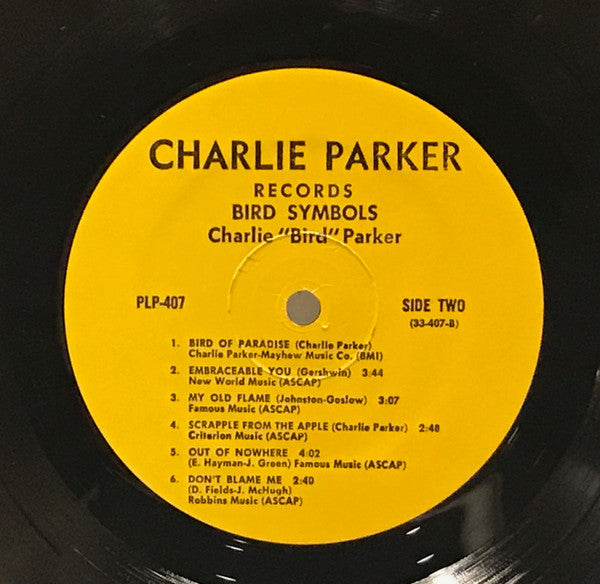 CHARLIE PARKER
RECORDS
BIRD SYMBOLS
Charlie "Bird" Parker
PLP-407
SIDE TWO
(33-407-B)
1. BIRD OF PARADISE (Charlie Parker)
Charlie Parker-Mayhew Music Co. (BMI)
2. EMBRACEABLE YOU (Gershwin) 3:44
New World Music (ASCAP)
3. MY OLD FLAME (Johnston-Coslow) 3:07
Famous Music (ASCAP)
4. SCRAPPLE FROM THE APPLE (Charlie Parker) 2:48
Criterion Music (ASCAP)
5. OUT OF NOWHERE 4:02
(E. Hayman-J. Green) Famous Music (ASCAP)
6. DON'T BLAME ME 2:40
(D. Fields-J. McHugh)
Robbins Music (ASCAP)